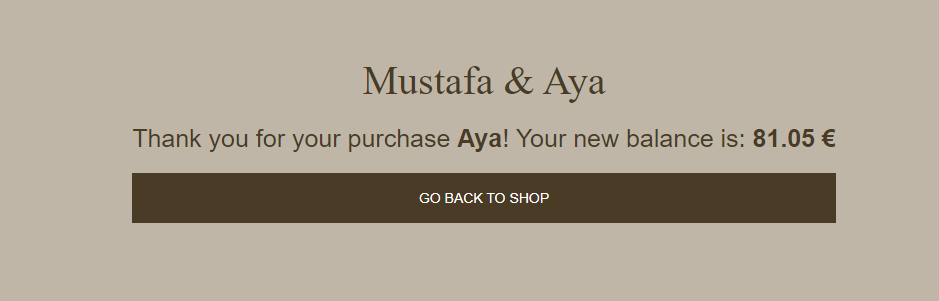 Mustafa & Aya
Thank you for your purchase Aya! Your new balance is: 81.05 €
GO BACK TO SHOP